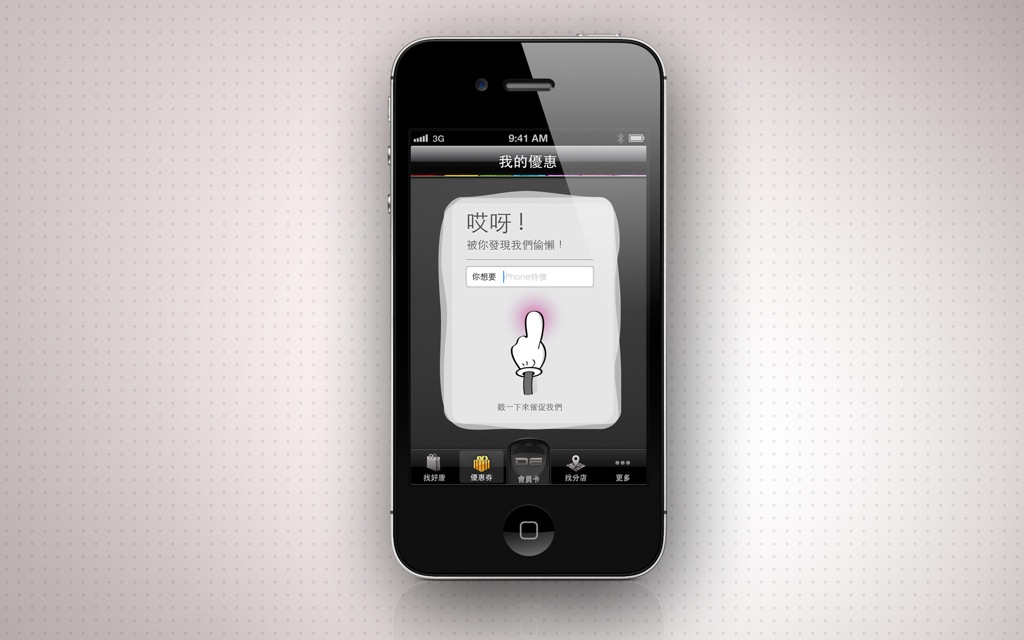 3G 9:41 AM
我的優惠
哎呀！
被你發現我們偷懶！
你想要 iPhone特價
戳一下來催促我們
找好康 優惠券 會員卡 找分店 更多